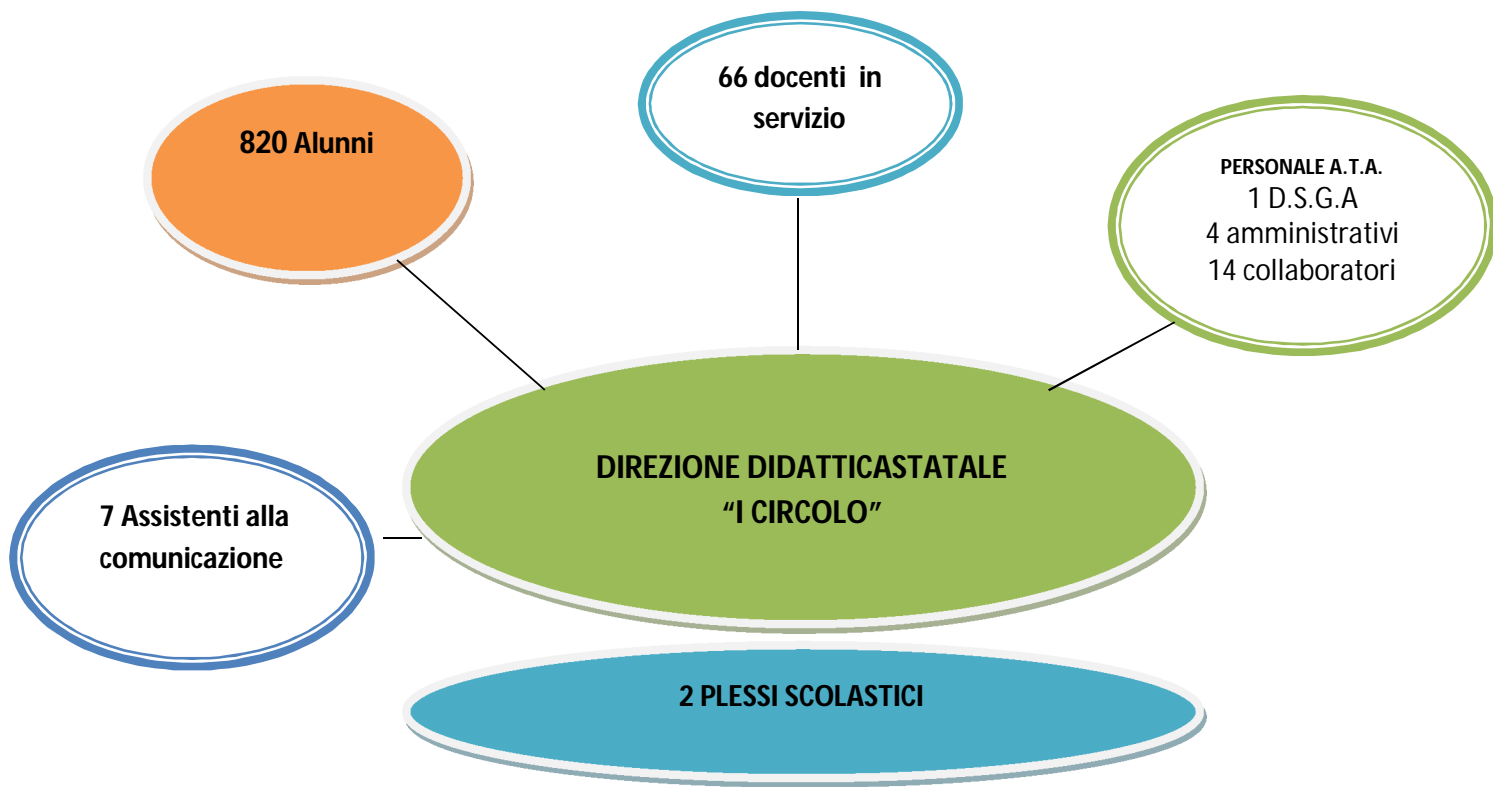 66 docenti in
servizio
820 Alunni
PERSONALE A.T.A.
1 D.S.G.A
4 amministrativi
14 collaboratori
DIREZIONE DIDATTICASTATALE
“I CIRCOLO”
7 Assistenti alla
comunicazione
2 PLESSI SCOLASTICI